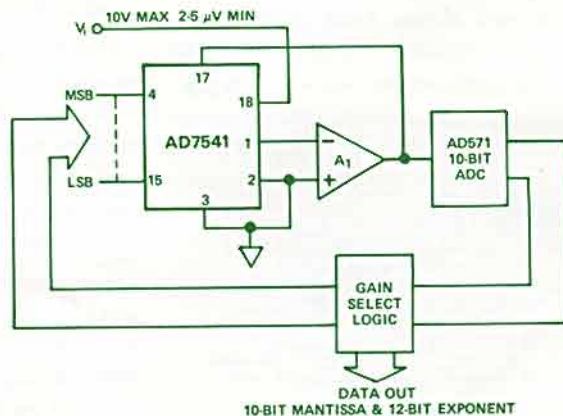 Vi 10V MAX 2-5 μV MIN
17
MSB 4
18
AD7541
1
− A1
AD571
10-BIT
ADC
2
+
LSB 15
3
GAIN
SELECT
LOGIC
DATA OUT
10-BIT MANTISSA & 12-BIT EXPONENT